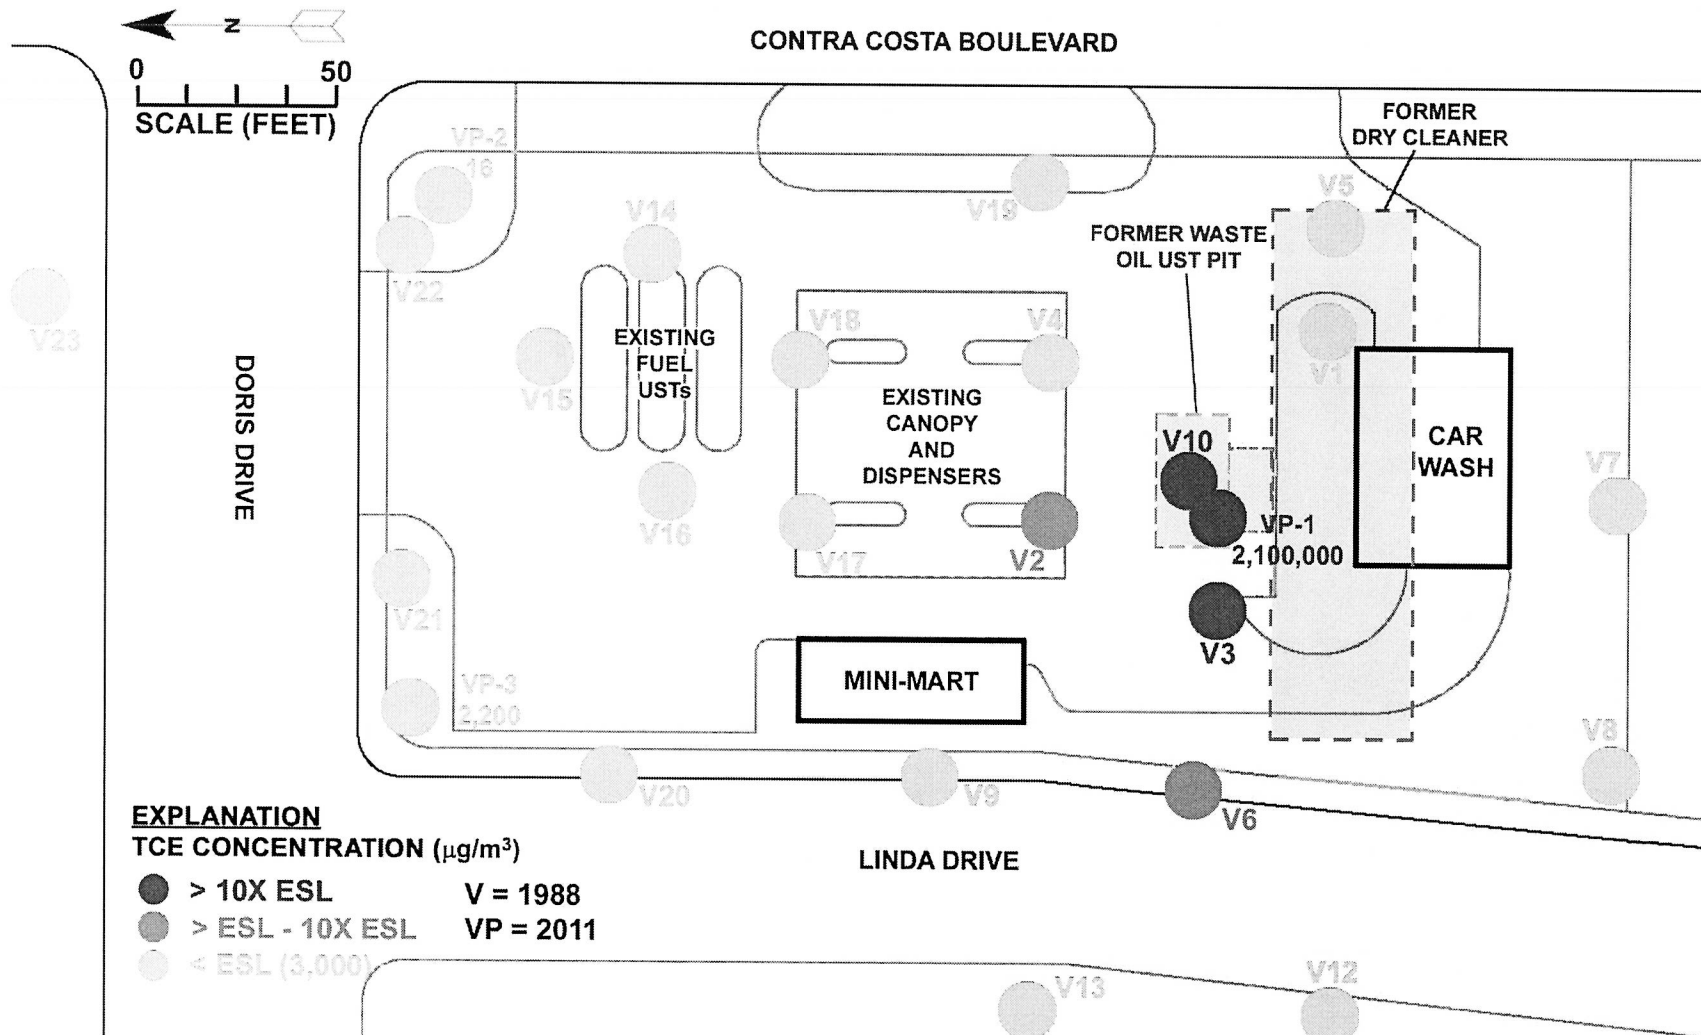 N
CONTRA COSTA BOULEVARD
0 50
SCALE (FEET)
FORMER
DRY CLEANER
VP-2
16
V5
V14
V19
FORMER WASTE
OIL UST PIT
V22
V23
V18
V4
EXISTING
FUEL
USTs
V1
DORIS DRIVE
V15
EXISTING
CANOPY
AND
DISPENSERS
V10
CAR
WASH
V7
V16
V17
V2
VP-1
2,100,000
V21
V3
VP-3
2,200
MINI-MART
V8
V20
V9
V6
EXPLANATION
TCE CONCENTRATION (µg/m³)
LINDA DRIVE
> 10X ESL V = 1988
> ESL - 10X ESL VP = 2011
< ESL (3,000)
V13
V12